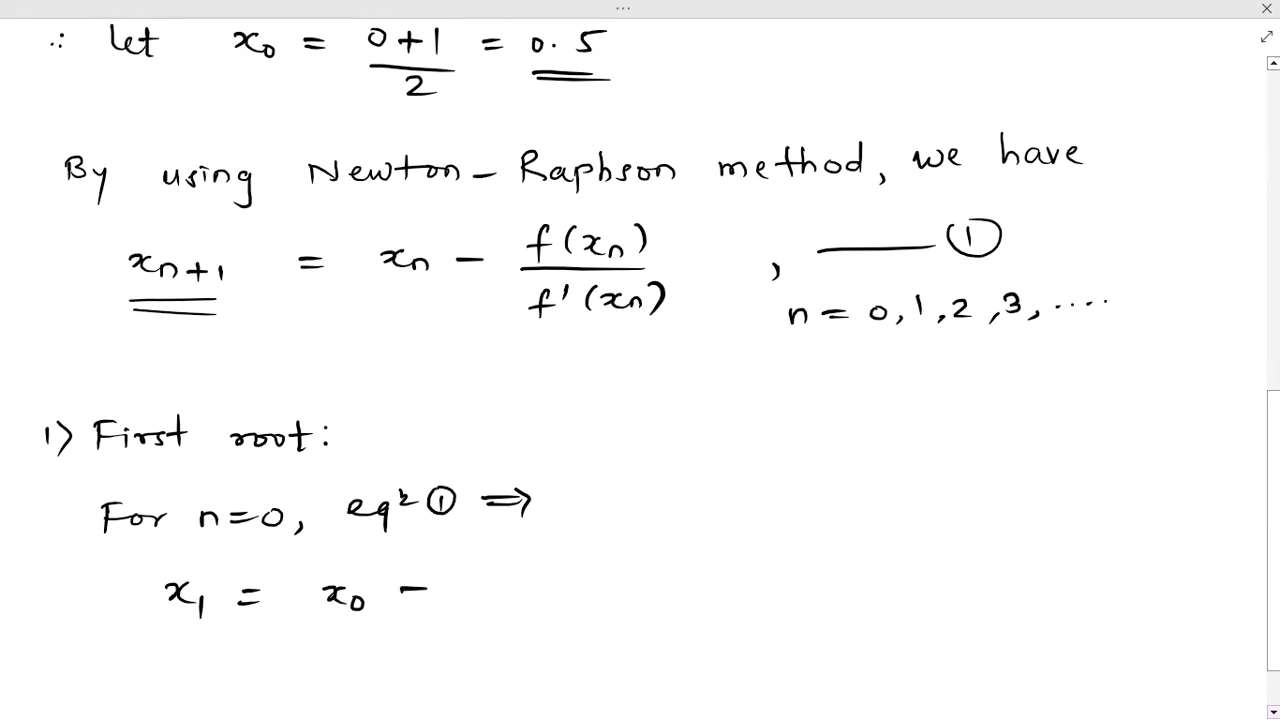 ∴ let x₀ = (0+1)/2 = 0.5
By using Newton-Raphson method, we have
xₙ₊₁ = xₙ - f(xₙ)/f'(xₙ) , —— ①
n = 0, 1, 2, 3, ....
1) First root:
For n=0, eqⁿ ① ⇒
x₁ = x₀ -